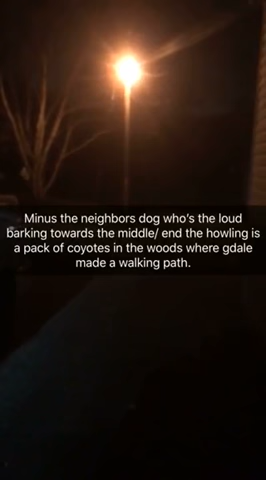 Minus the neighbors dog who's the loud
barking towards the middle/ end the howling is
a pack of coyotes in the woods where gdale
made a walking path.